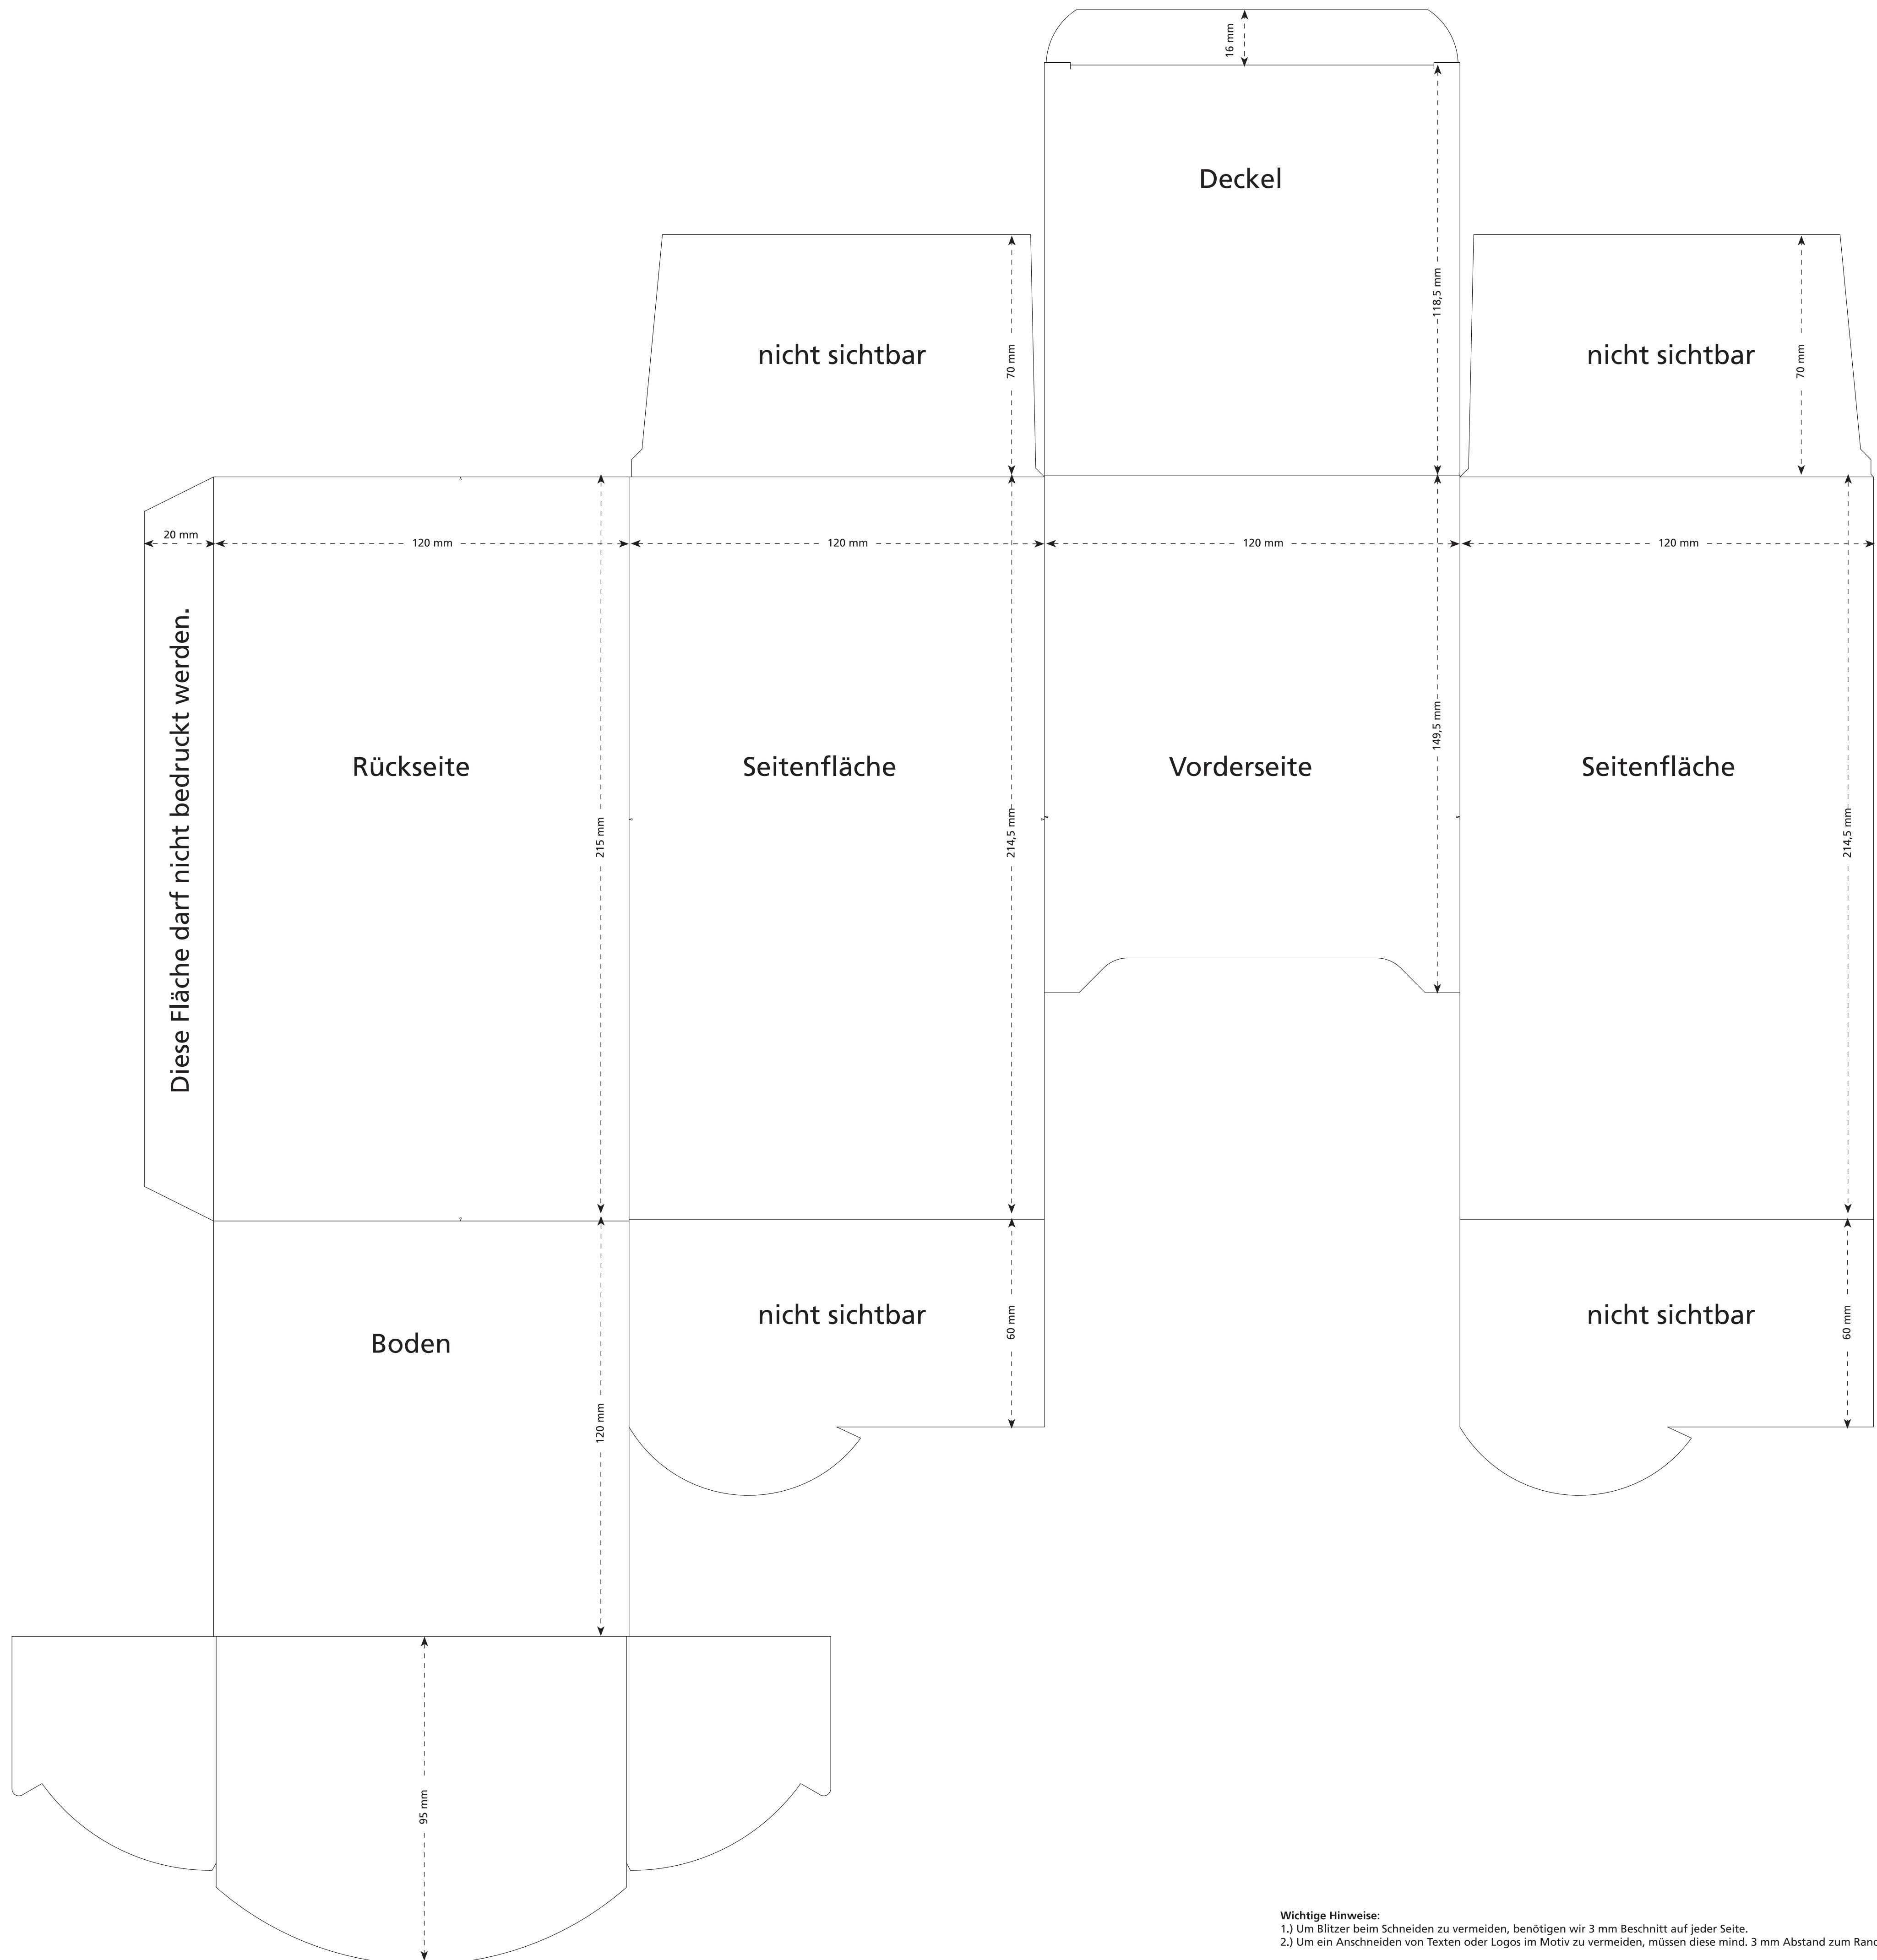 16 mm
Deckel
118,5 mm
nicht sichtbar
70 mm
nicht sichtbar
70 mm
20 mm
120 mm
120 mm
120 mm
120 mm
Diese Fläche darf nicht bedruckt werden.
Rückseite
215 mm
Seitenfläche
214,5 mm
Vorderseite
149,5 mm
Seitenfläche
214,5 mm
Boden
120 mm
nicht sichtbar
60 mm
nicht sichtbar
60 mm
95 mm
Wichtige Hinweise:
1.) Um Blitzer beim Schneiden zu vermeiden, benötigen wir 3 mm Beschnitt auf jeder Seite.
2.) Um ein Anschneiden von Texten oder Logos im Motiv zu vermeiden, müssen diese mind. 3 mm Abstand zum